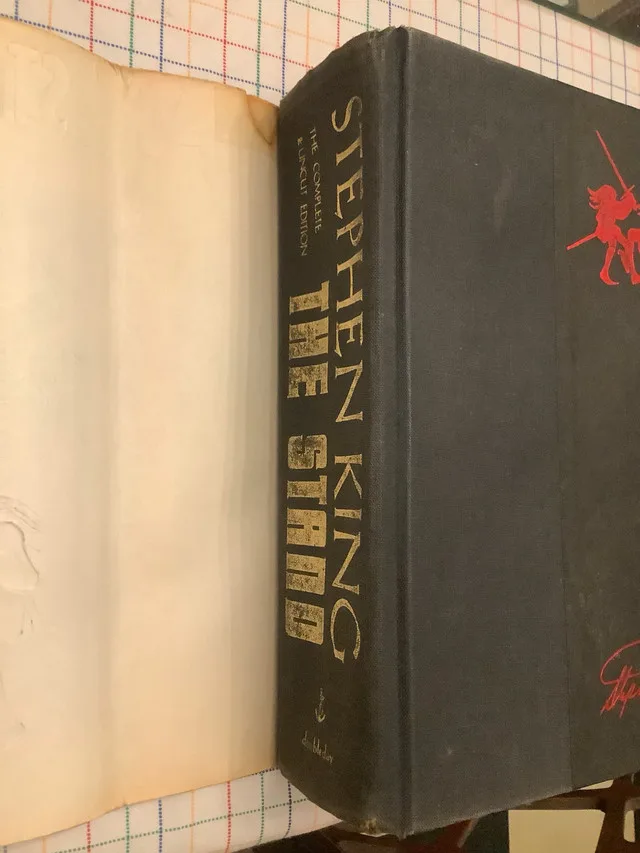 STEPHEN KING
THE COMPLETE
& UNCUT EDITION
THE STAND
doubleday